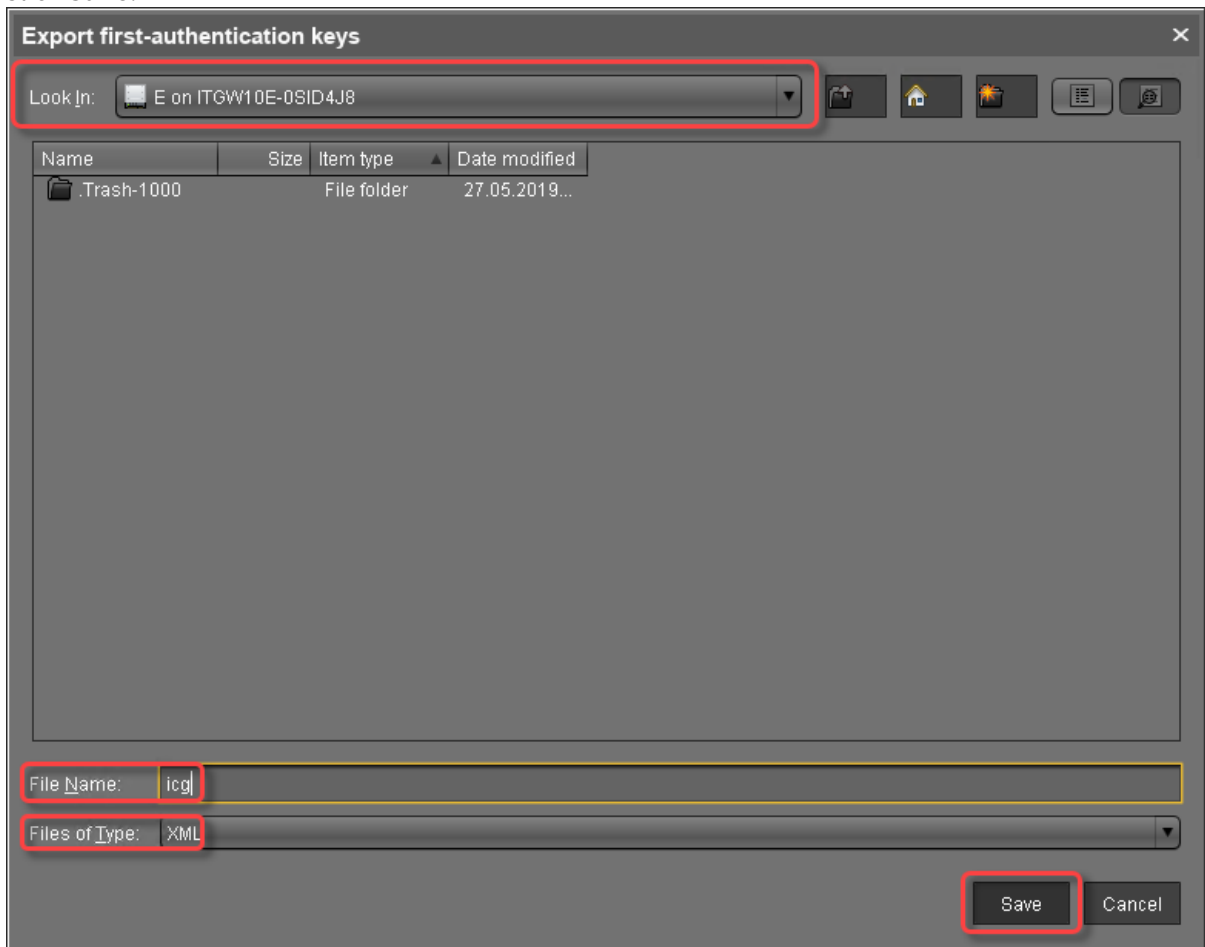 Export first-authentication keys
Look In: E on ITGW10E-0SID4J8
Name Size Item type Date modified
.Trash-1000 File folder 27.05.2019...
File Name: icg
Files of Type: XML
Save Cancel